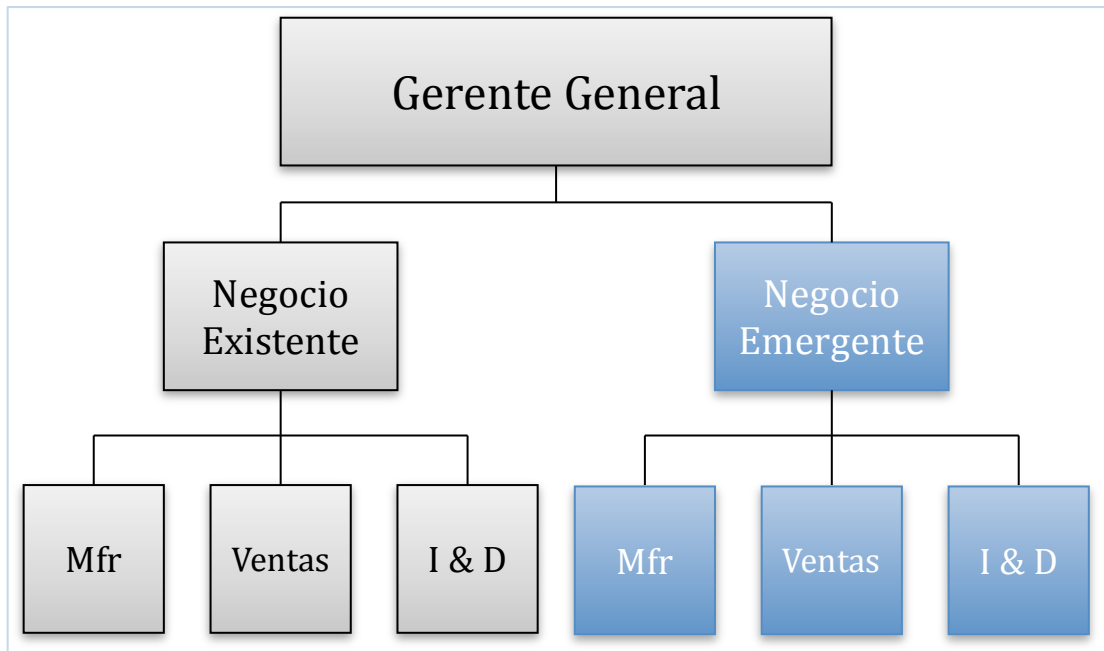 Gerente General
Negocio
Existente
Negocio
Emergente
Mfr
Ventas
I & D
Mfr
Ventas
I & D